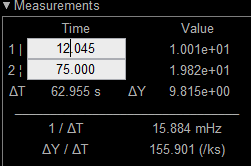 ▼ Measurements
Time Value
1 | 12.045 1.001e+01
2 ¦ 75.000 1.982e+01
ΔT 62.955 s ΔY 9.815e+00
1 / ΔT 15.884 mHz
ΔY / ΔT 155.901 (/ks)